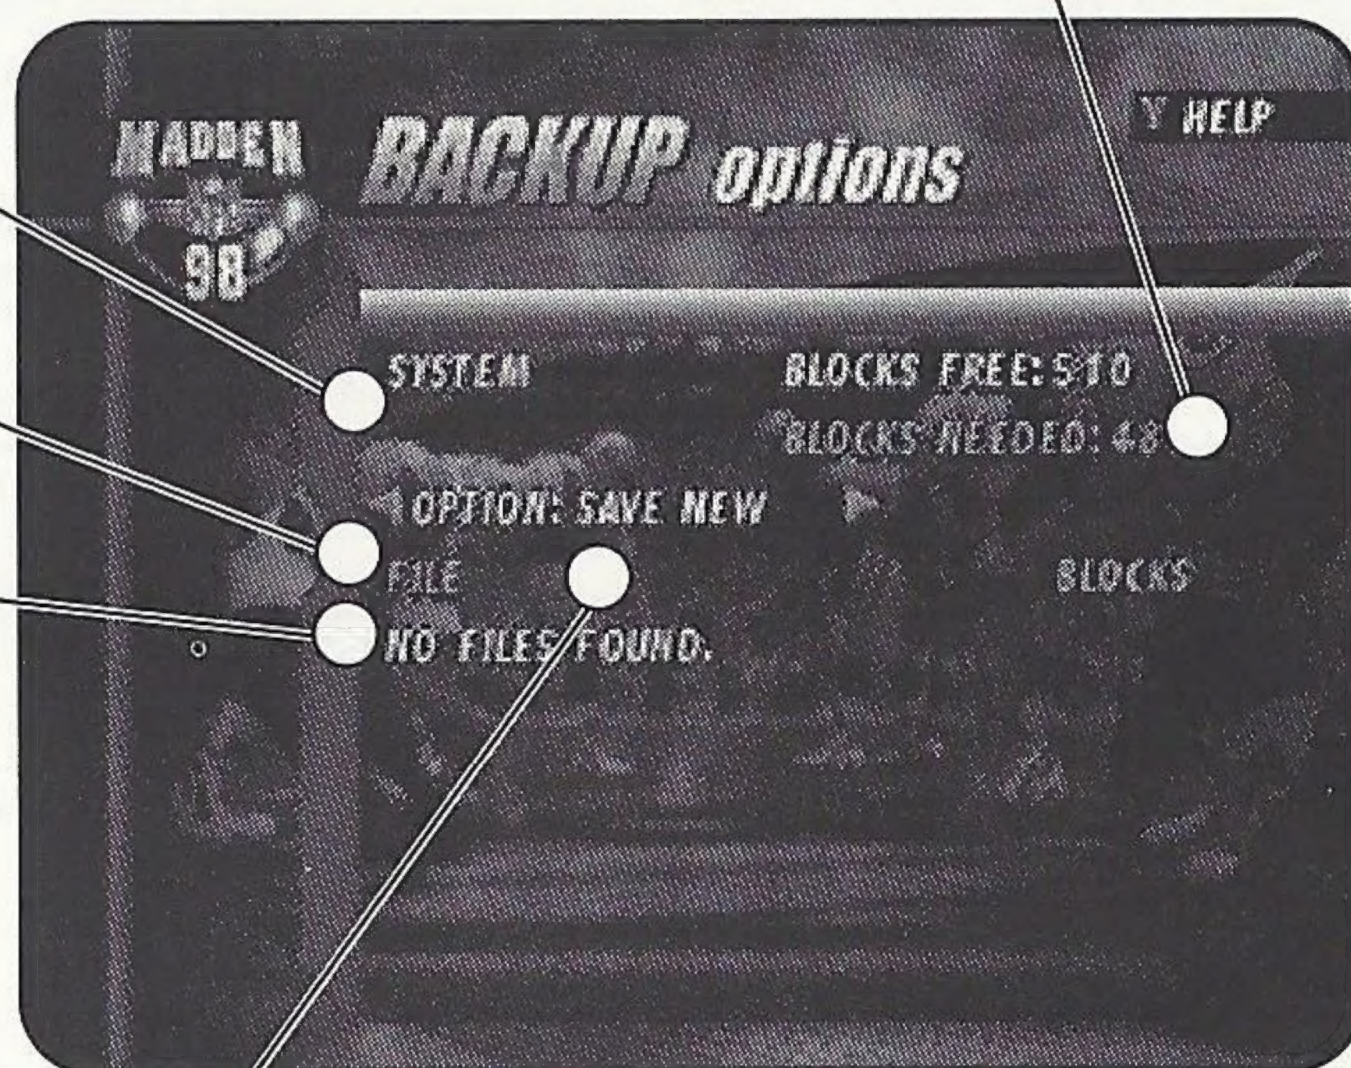 MADDEN
98
BACKUP options
Y HELP
SYSTEM
BLOCKS FREE: 510
BLOCKS NEEDED: 48
OPTION: SAVE NEW
FILE
BLOCKS
NO FILES FOUND.